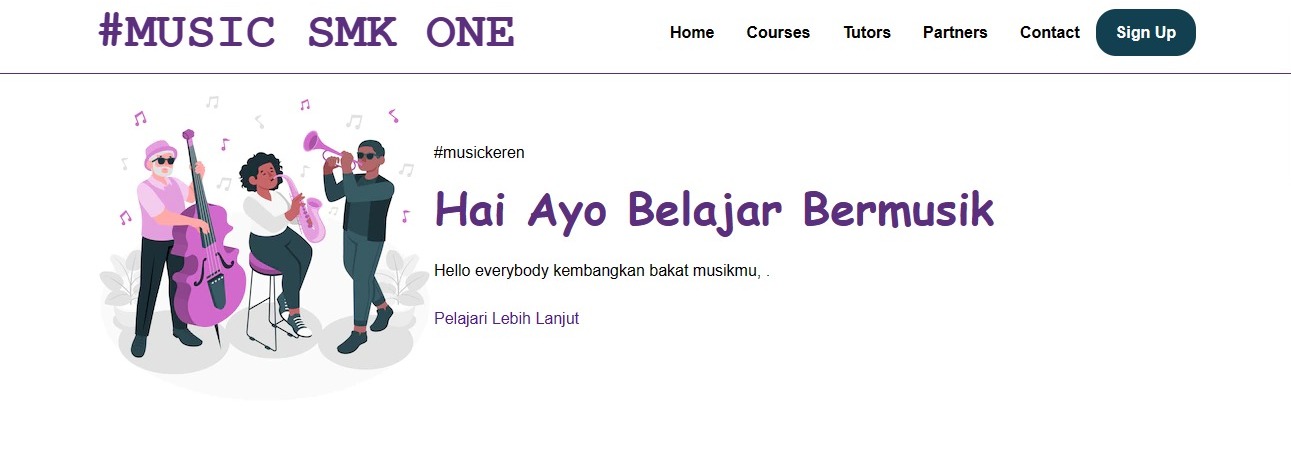 #MUSIC SMK ONE
Home Courses Tutors Partners Contact Sign Up
#musickeren
Hai Ayo Belajar Bermusik
Hello everybody kembangkan bakat musikmu, .
Pelajari Lebih Lanjut